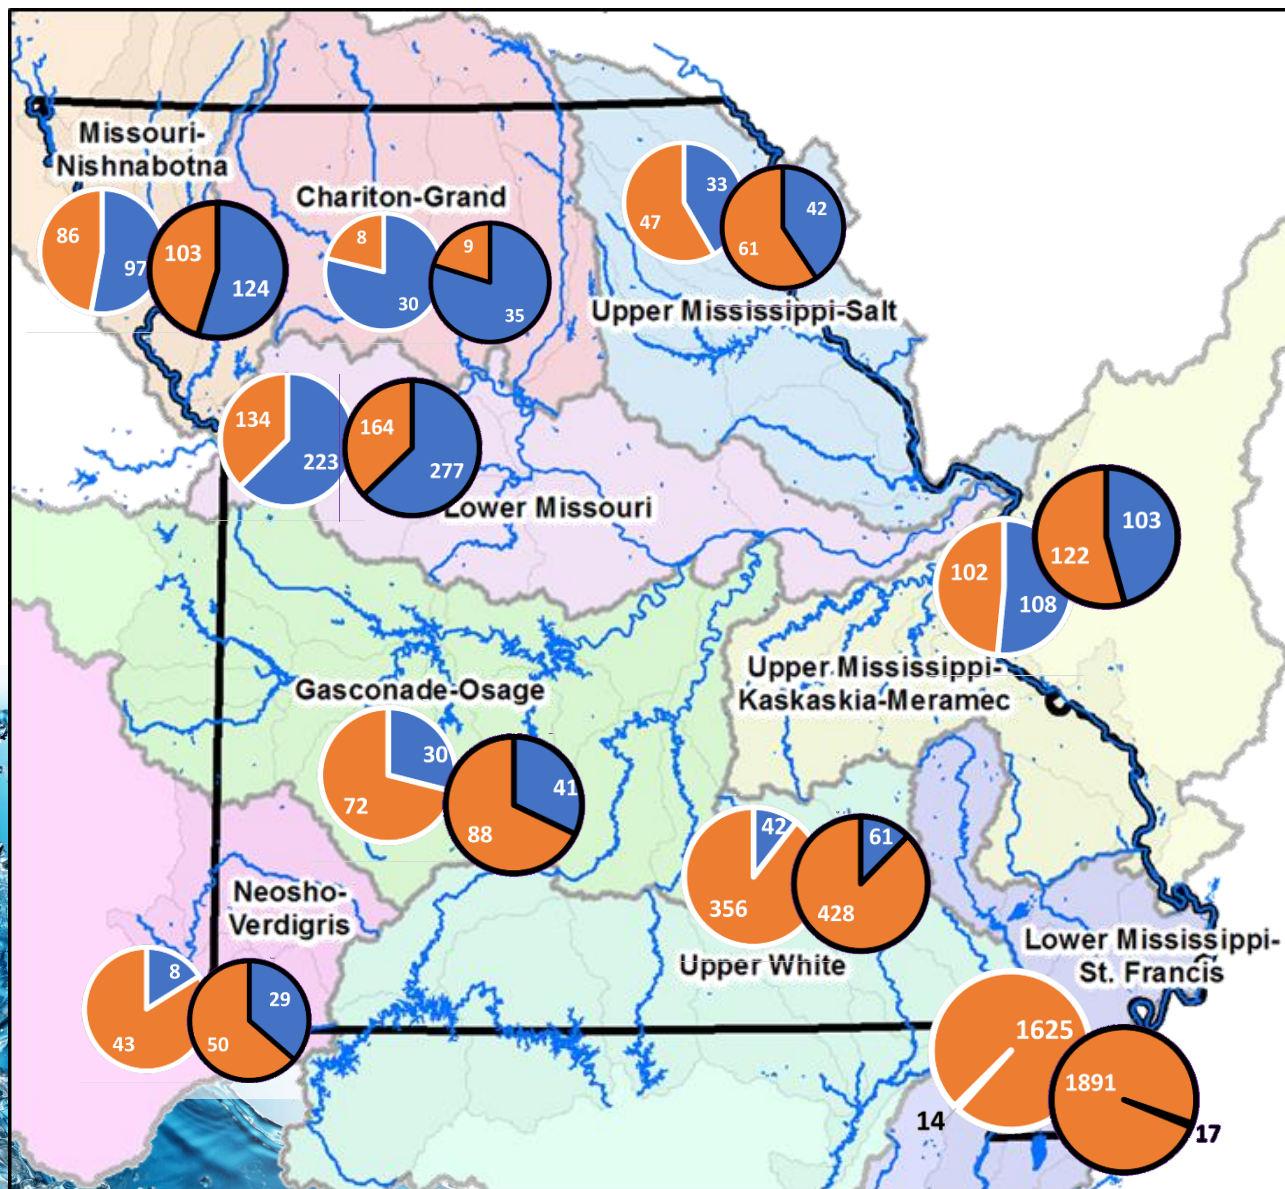 Missouri-
Nishnabotna
86
97
103
124
Chariton-Grand
8
30
9
35
33
47
42
61
Upper Mississippi-Salt
134
223
164
277
Lower Missouri
102
108
122
103
Upper Mississippi-
Kaskaskia-Meramec
Gasconade-Osage
30
72
41
88
42
356
61
428
Upper White
Neosho-
Verdigris
8
43
29
50
Lower Mississippi-
St. Francis
1625
14
1891
17